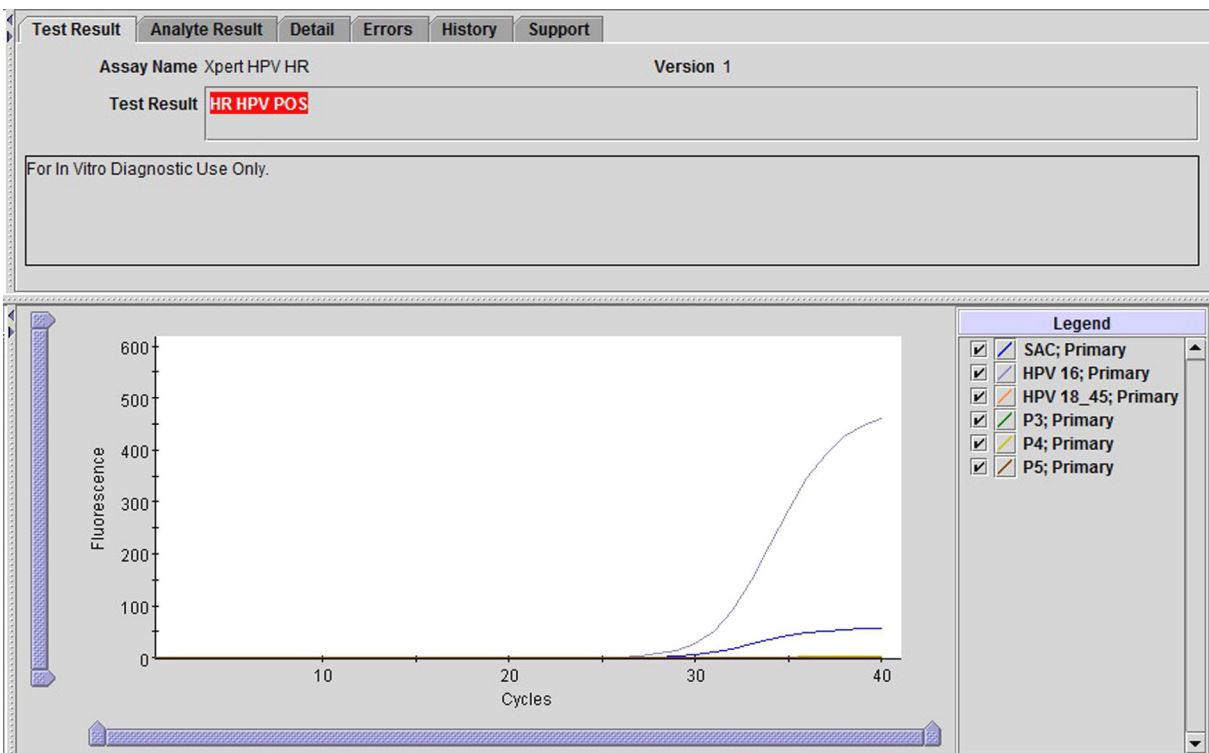 Test Result Analyte Result Detail Errors History Support
Assay Name Xpert HPV HR Version 1
Test Result HR HPV POS
For In Vitro Diagnostic Use Only.
Legend
SAC; Primary
HPV 16; Primary
HPV 18_45; Primary
P3; Primary
P4; Primary
P5; Primary
600
500
400
300
200
100
0
Fluorescence
10 20 30 40
Cycles